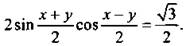 2 sin (x + y)/2 cos (x − y)/2 = √3/2.